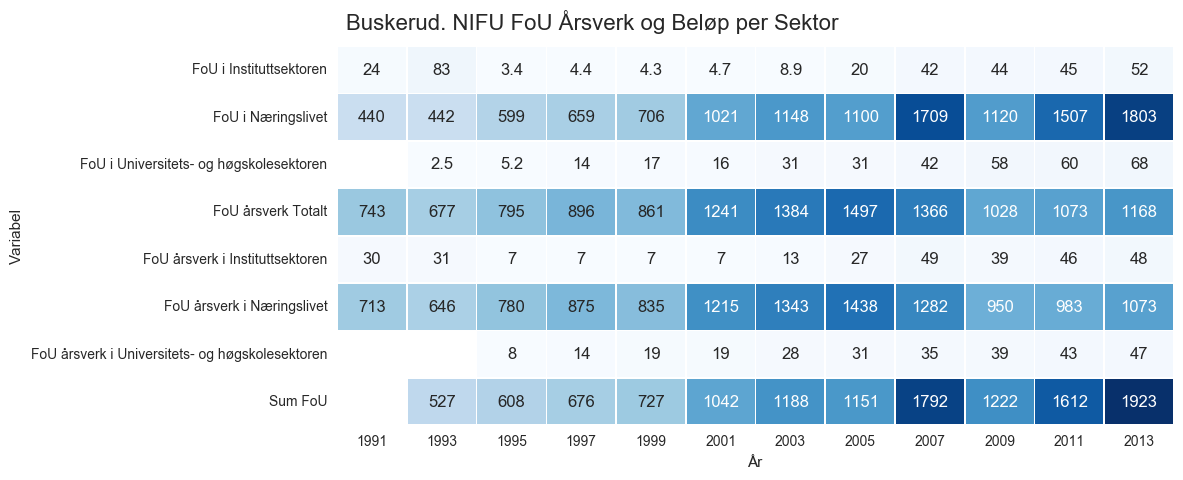 Buskerud. NIFU FoU Årsverk og Beløp per Sektor
Variabel
FoU i Instituttsektoren 24 83 3.4 4.4 4.3 4.7 8.9 20 42 44 45 52
FoU i Næringslivet 440 442 599 659 706 1021 1148 1100 1709 1120 1507 1803
FoU i Universitets- og høgskolesektoren 2.5 5.2 14 17 16 31 31 42 58 60 68
FoU årsverk Totalt 743 677 795 896 861 1241 1384 1497 1366 1028 1073 1168
FoU årsverk i Instituttsektoren 30 31 7 7 7 7 13 27 49 39 46 48
FoU årsverk i Næringslivet 713 646 780 875 835 1215 1343 1438 1282 950 983 1073
FoU årsverk i Universitets- og høgskolesektoren 8 14 19 19 28 31 35 39 43 47
Sum FoU 527 608 676 727 1042 1188 1151 1792 1222 1612 1923
1991 1993 1995 1997 1999 2001 2003 2005 2007 2009 2011 2013
År